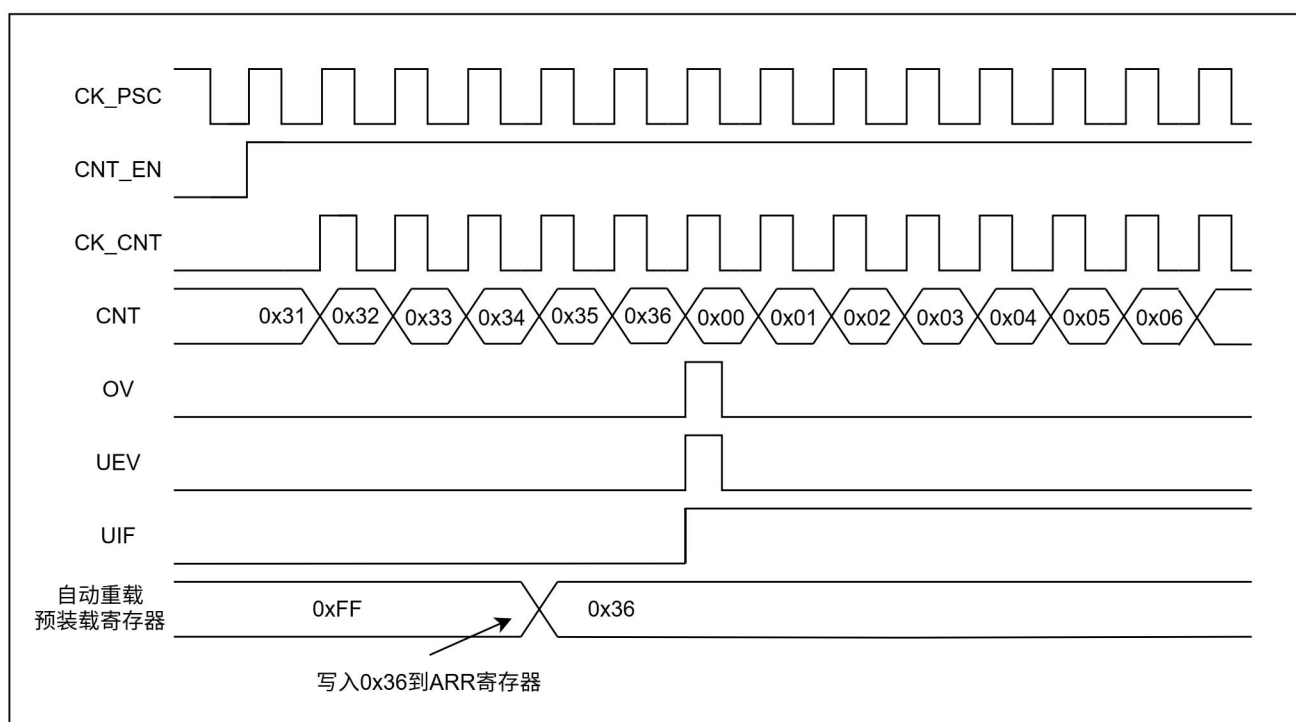 CK_PSC
CNT_EN
CK_CNT
CNT
0x31 0x32 0x33 0x34 0x35 0x36 0x00 0x01 0x02 0x03 0x04 0x05 0x06
OV
UEV
UIF
自动重载
预装载寄存器
0xFF 0x36
写入0x36到ARR寄存器